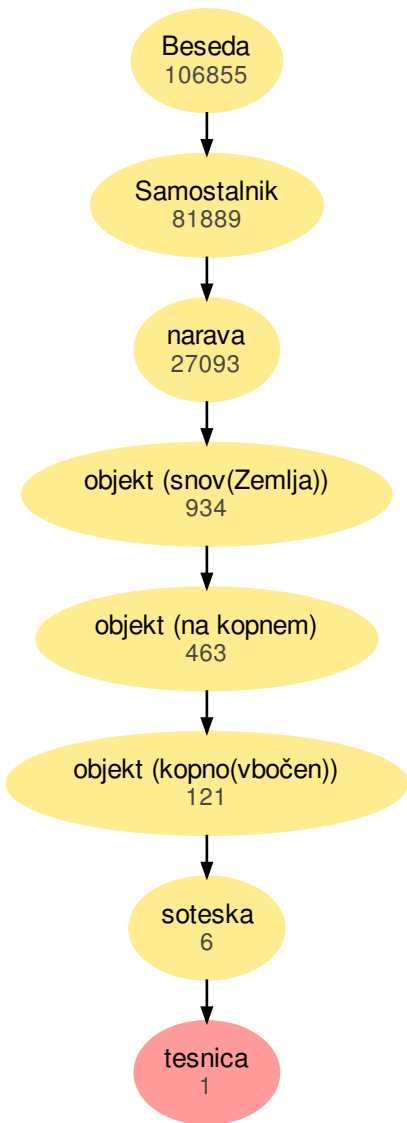 Beseda
106855
Samostalnik
81889
narava
27093
objekt (snov(Zemlja))
934
objekt (na kopnem)
463
objekt (kopno(vbočen))
121
soteska
6
tesnica
1